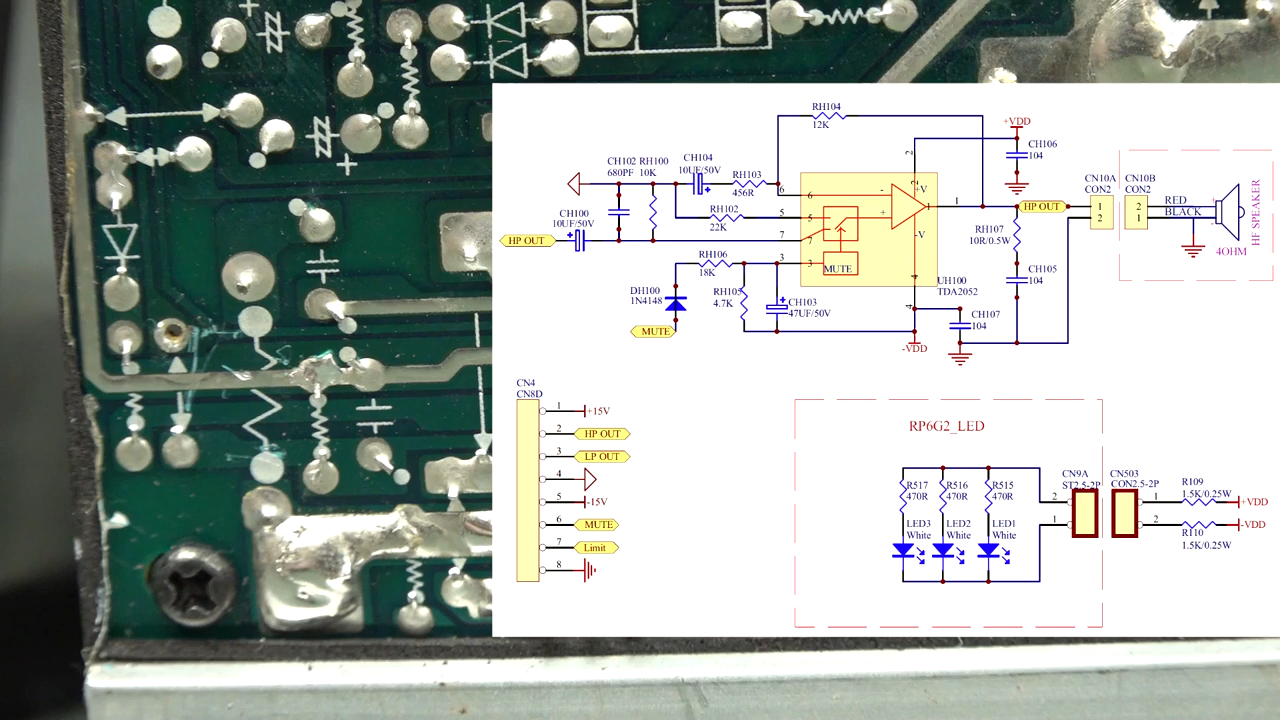 RH104
12K
+VDD
2
CH106
104
CH102 RH100
680PF 10K
CH104
10UF/50V
RH103
456R
6
6
-
+V
2
CN10A CN10B
CON2 CON2
RED
BLACK
HF SPEAKER
4OHM
CH100
10UF/50V
RH102
22K
5
5
+
1
1
HP OUT
1
2
2
1
HP OUT
7
7
-V
RH107
10R/0.5W
RH106
18K
3
3
MUTE
4
CH105
104
DH100
1N4148
RH105
4.7K
CH103
47UF/50V
UH100
TDA2052
4
CH107
104
MUTE
-VDD
CN4
CN8D
1
+15V
2
HP OUT
3
LP OUT
4
5
-15V
6
MUTE
7
Limit
8
RP6G2_LED
R517
470R
R516
470R
R515
470R
LED3
White
LED2
White
LED1
White
CN9A
ST2.5-2P
2
1
CN503
CON2.5-2P
1
2
R109
1.5K/0.25W
+VDD
-VDD
R110
1.5K/0.25W